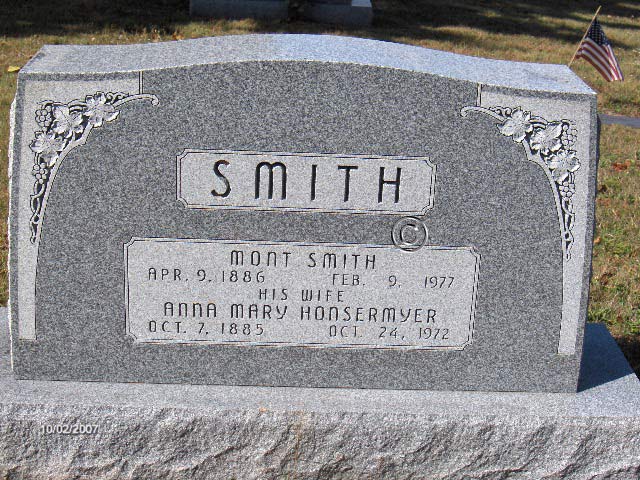 SMITH
©
MONT SMITH
APR. 9, 1886 FEB. 9, 1977
HIS WIFE
ANNA MARY HONSERMYER
OCT. 7, 1885 OCT. 24, 1972
10/02/2007